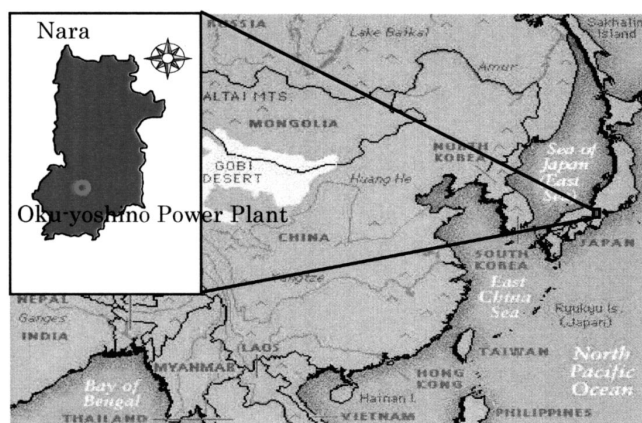 Nara
Oku-yoshino Power Plant
RUSSIA
Lake Baikal
Sakhalin
Island
Amur
ALTAI MTS.
MONGOLIA
GOBI
DESERT
Huang He
NORTH
KOREA
Sea of
Japan
(East
Sea)
CHINA
SOUTH
KOREA
JAPAN
Yangtze
East
China
Sea
Ryukyu Is.
(Japan)
NEPAL
Ganges
INDIA
MYANMAR
LAOS
TAIWAN
HONG
KONG
North
Pacific
Ocean
Bay of
Bengal
Hainan I.
THAILAND
VIETNAM
PHILIPPINES